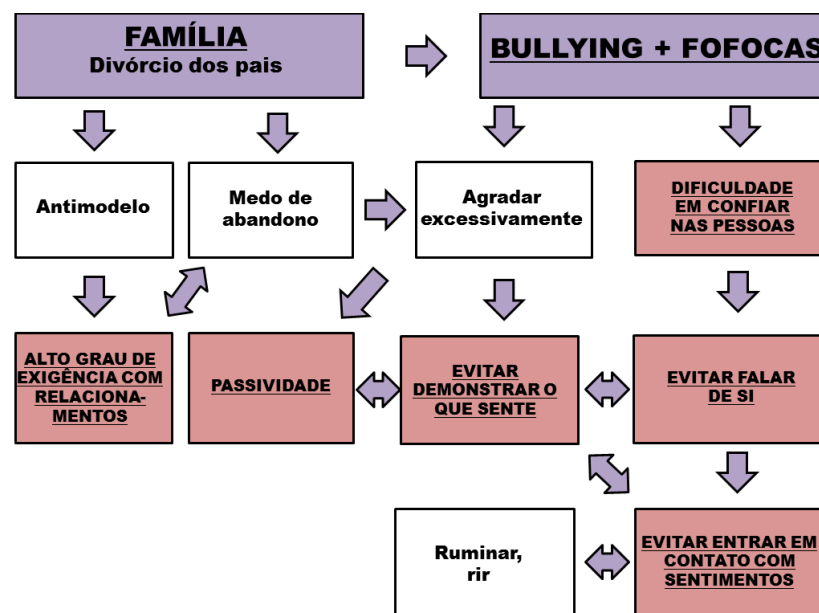 FAMÍLIA
Divórcio dos pais
BULLYING + FOFOCAS
Antimodelo
Medo de
abandono
Agradar
excessivamente
DIFICULDADE
EM CONFIAR
NAS PESSOAS
ALTO GRAU DE
EXIGÊNCIA COM
RELACIONA-
MENTOS
PASSIVIDADE
EVITAR
DEMONSTRAR O
QUE SENTE
EVITAR FALAR
DE SI
Ruminar,
rir
EVITAR ENTRAR EM
CONTATO COM
SENTIMENTOS